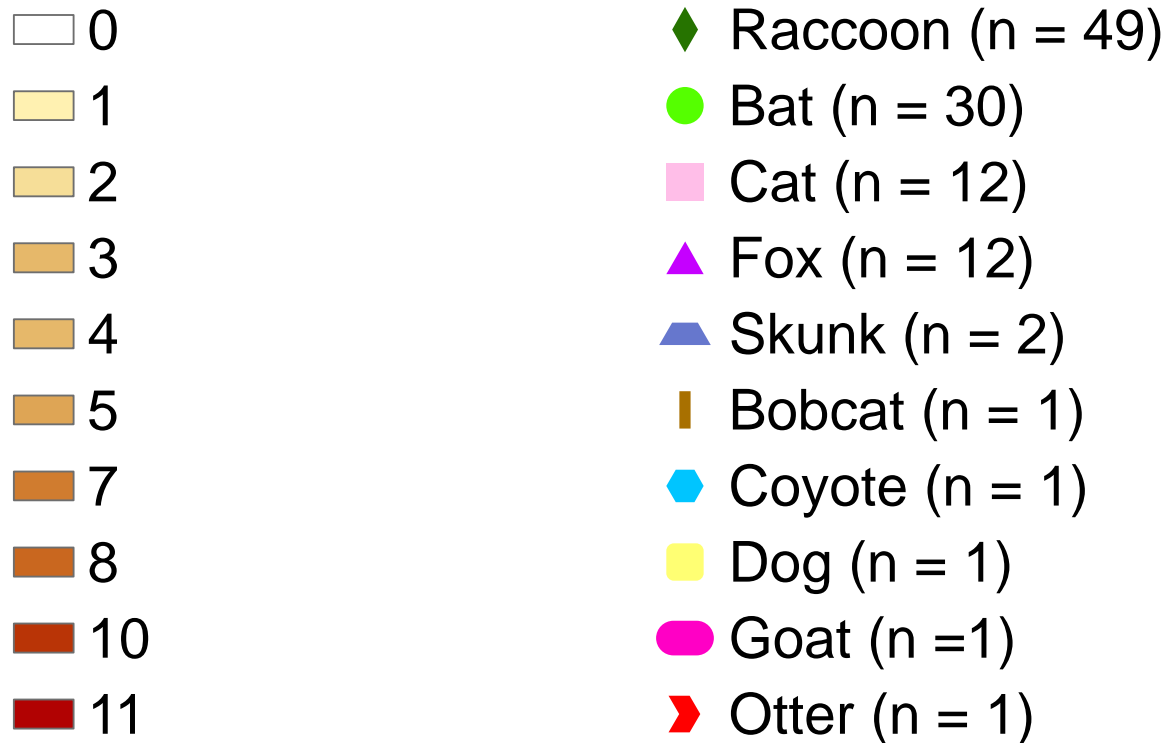 0
1
2
3
4
5
7
8
10
11
Raccoon (n = 49)
Bat (n = 30)
Cat (n = 12)
Fox (n = 12)
Skunk (n = 2)
Bobcat (n = 1)
Coyote (n = 1)
Dog (n = 1)
Goat (n =1)
Otter (n = 1)